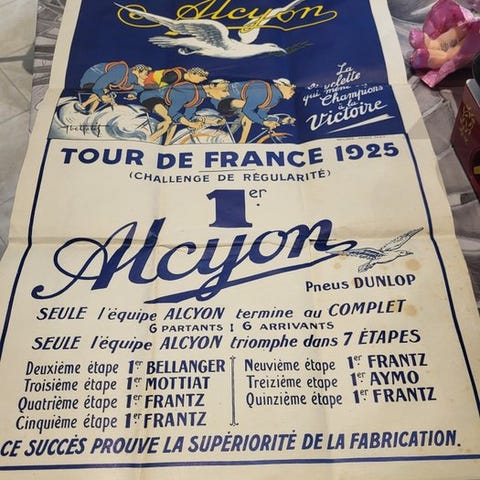 Alcyon
La
qui
Champions
à la
Victoire
TOUR DE FRANCE 1925
(CHALLENGE DE RÉGULARITÉ)
1er
Alcyon
Pneus DUNLOP
SEULE l'équipe ALCYON termine au COMPLET
6 PARTANTS | 6 ARRIVANTS
SEULE l'équipe ALCYON triomphe dans 7 ÉTAPES
Deuxième étape 1er BELLANGER
Troisième étape 1er MOTTIAT
Quatrième étape 1er FRANTZ
Cinquième étape 1er FRANTZ
Neuvième étape 1er FRANTZ
Treizième étape 1er AYMO
Quinzième étape 1er FRANTZ
CE SUCCÈS PROUVE LA SUPÉRIORITÉ DE LA FABRICATION.